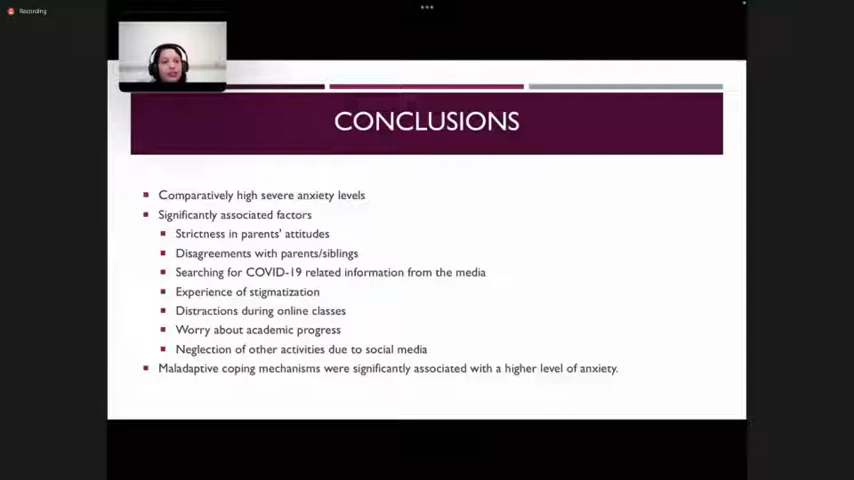 Recording
CONCLUSIONS
Comparatively high severe anxiety levels
Significantly associated factors
Strictness in parents' attitudes
Disagreements with parents/siblings
Searching for COVID-19 related information from the media
Experience of stigmatization
Distractions during online classes
Worry about academic progress
Neglection of other activities due to social media
Maladaptive coping mechanisms were significantly associated with a higher level of anxiety.